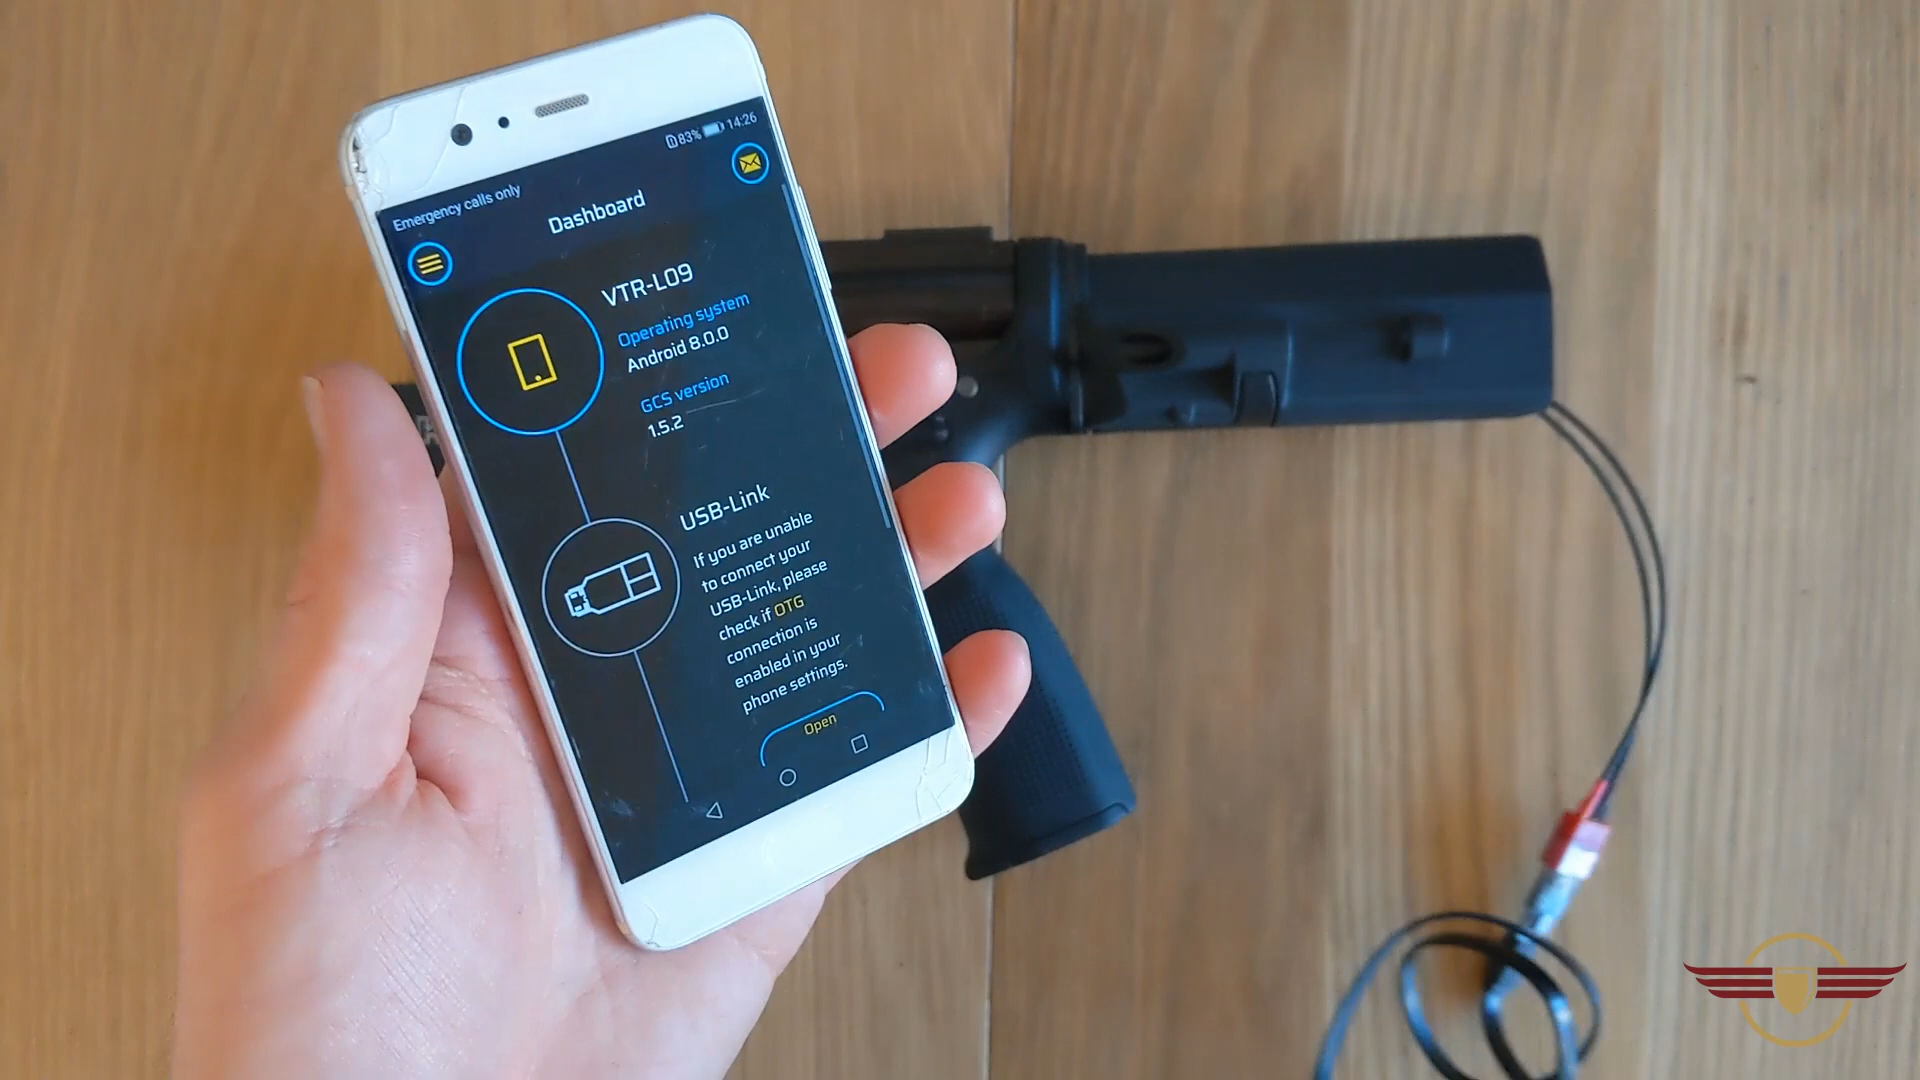 Emergency calls only
83% 14:26
Dashboard
VTR-L09
Operating system
Android 8.0.0
GCS version
1.5.2
USB-Link
If you are unable
to connect your
USB-Link, please
check if OTG
connection is
enabled in your
phone settings.
Open